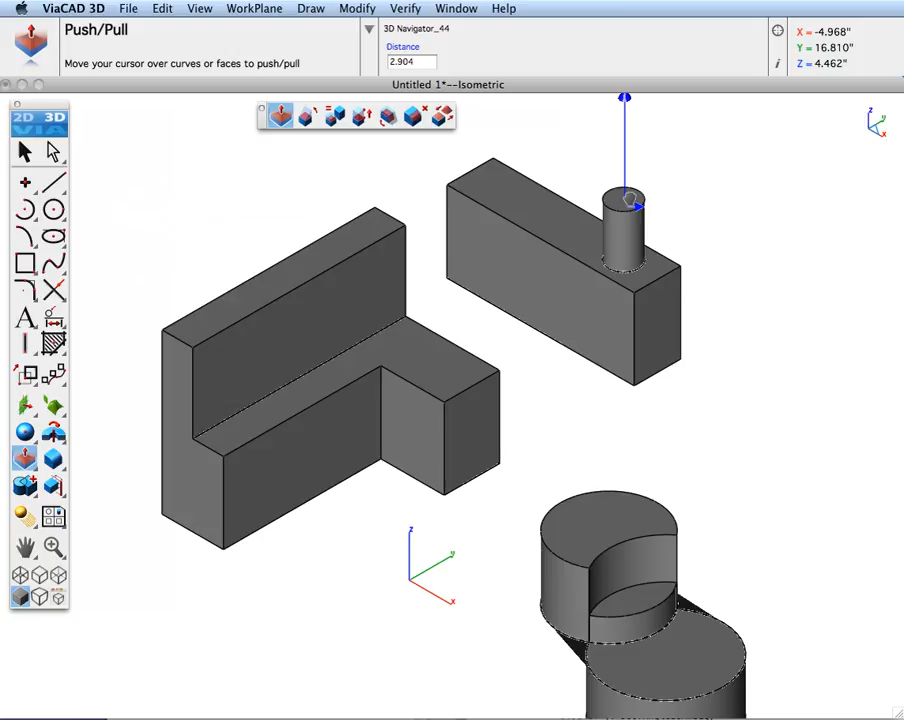 ViaCAD 3D File Edit View WorkPlane Draw Modify Verify Window Help
Push/Pull
Move your cursor over curves or faces to push/pull
3D Navigator_44
Distance
2.904
X = -4.968"
Y = 16.810"
Z = 4.462"
Untitled 1*--Isometric
2D 3D
VIA
A
z
y
x
z
y
x